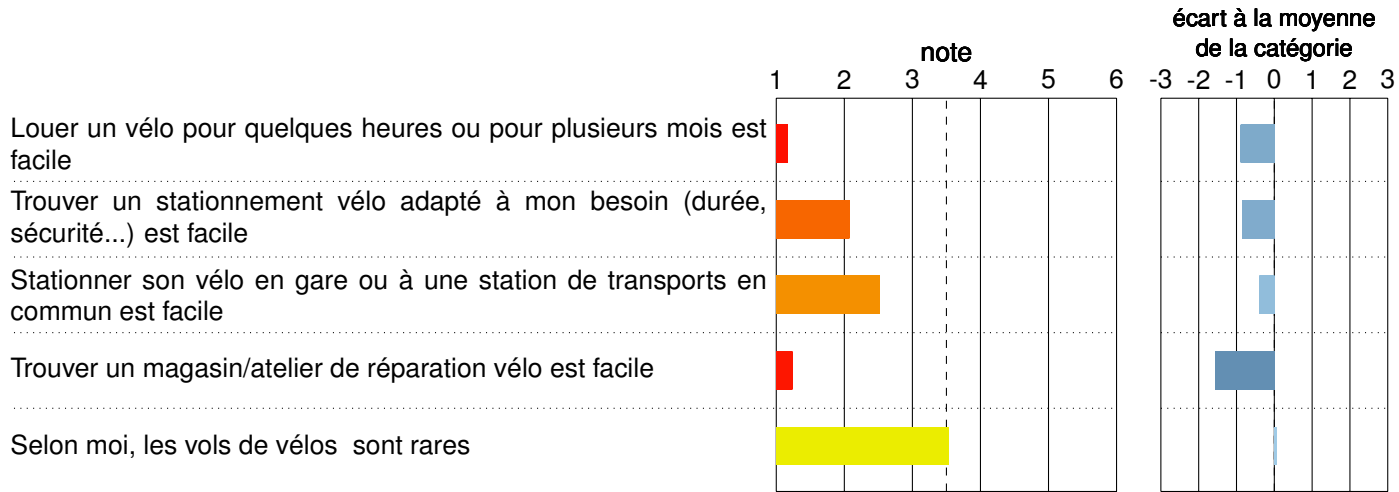 écart à la moyenne
note de la catégorie
1 2 3 4 5 6 -3 -2 -1 0 1 2 3
Louer un vélo pour quelques heures ou pour plusieurs mois est
facile
Trouver un stationnement vélo adapté à mon besoin (durée,
sécurité...) est facile
Stationner son vélo en gare ou à une station de transports en
commun est facile
Trouver un magasin/atelier de réparation vélo est facile
Selon moi, les vols de vélos sont rares